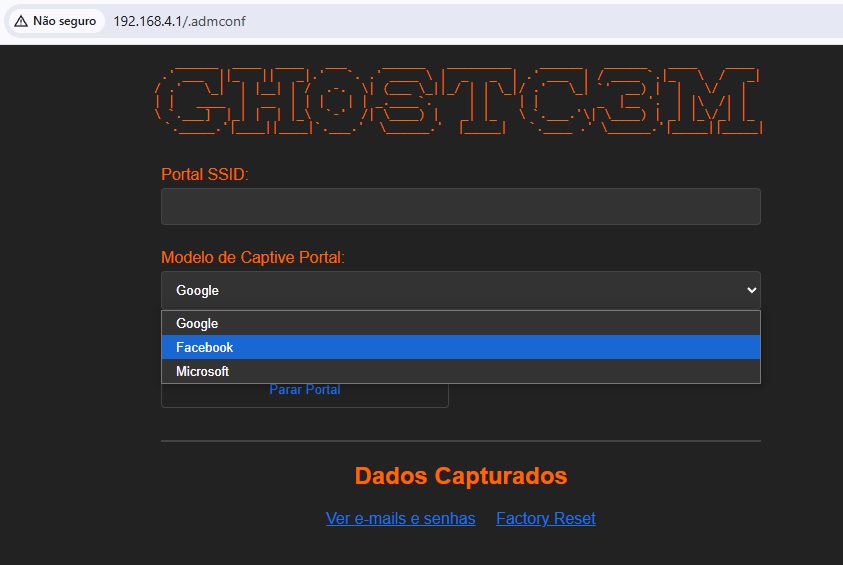 Não seguro
192.168.4.1/.admconf
GHOSTGSM
Portal SSID:
Modelo de Captive Portal:
Google
Google
Facebook
Microsoft
Parar Portal
Dados Capturados
Ver e-mails e senhas Factory Reset